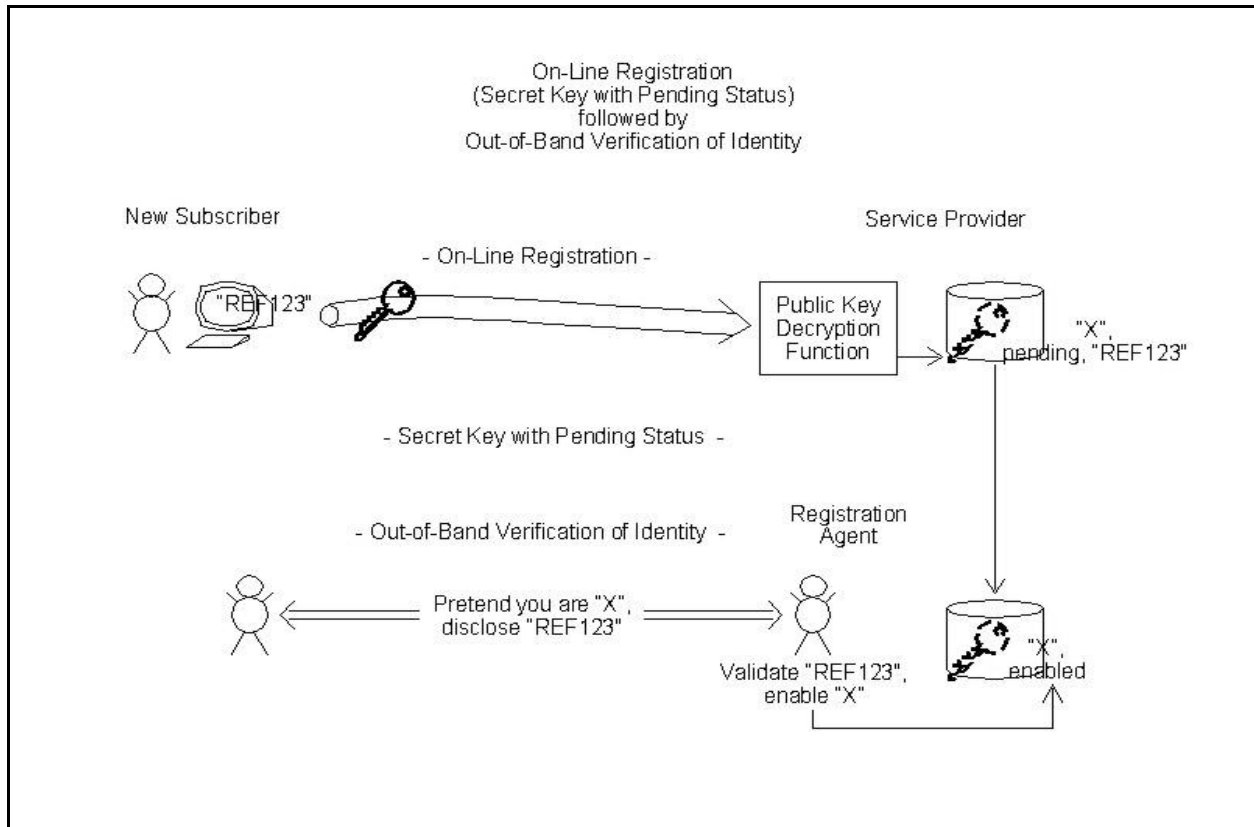 On-Line Registration
(Secret Key with Pending Status)
followed by
Out-of-Band Verification of Identity
New Subscriber
Service Provider
- On-Line Registration -
"REF123"
Public Key
Decryption
Function
"X",
pending, "REF123"
- Secret Key with Pending Status -
- Out-of-Band Verification of Identity -
Registration
Agent
Pretend you are "X",
disclose "REF123"
Validate "REF123",
enable "X"
"X",
enabled